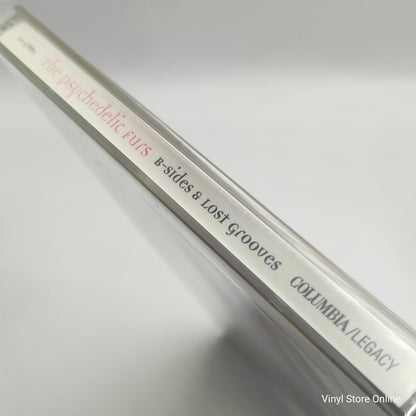 The Psychedelic Furs B-Sides & Lost Grooves COLUMBIA/LEGACY
Vinyl Store Online